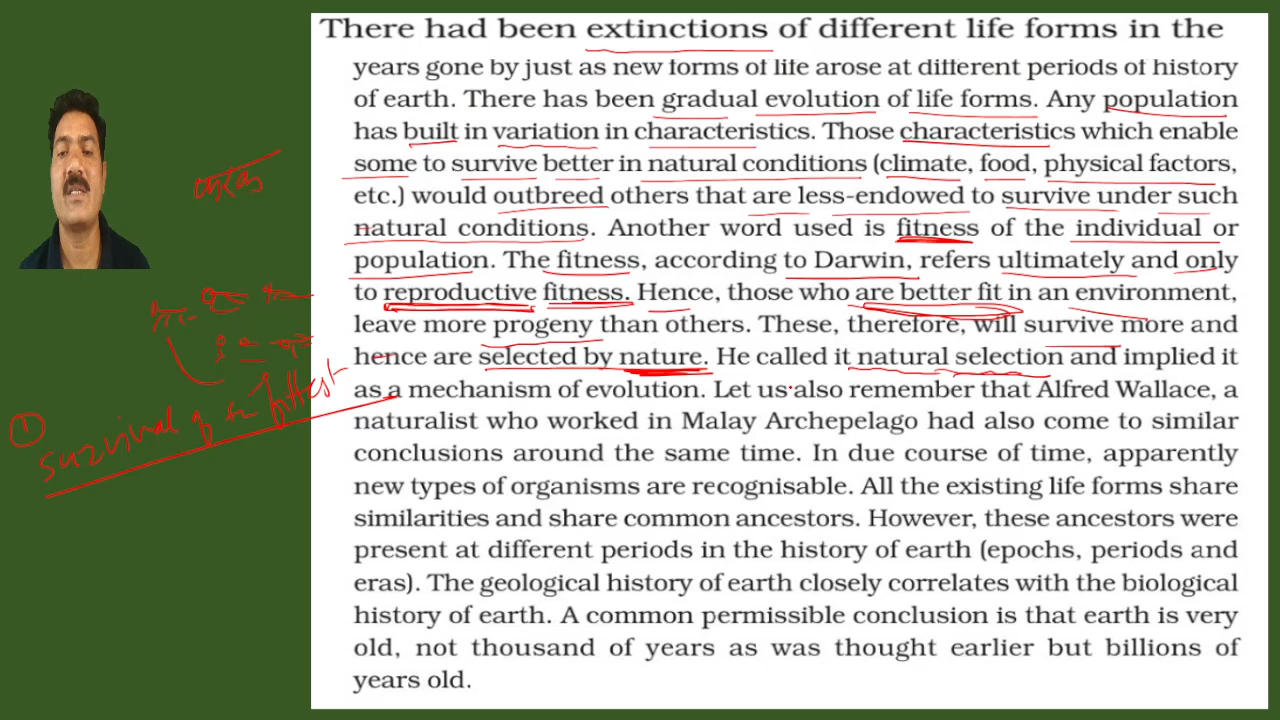 There had been extinctions of different life forms in the
years gone by just as new forms of life arose at different periods of history
of earth. There has been gradual evolution of life forms. Any population
has built in variation in characteristics. Those characteristics which enable
some to survive better in natural conditions (climate, food, physical factors,
etc.) would outbreed others that are less-endowed to survive under such
natural conditions. Another word used is fitness of the individual or
population. The fitness, according to Darwin, refers ultimately and only
to reproductive fitness. Hence, those who are better fit in an environment,
leave more progeny than others. These, therefore, will survive more and
hence are selected by nature. He called it natural selection and implied it
as a mechanism of evolution. Let us also remember that Alfred Wallace, a
naturalist who worked in Malay Archepelago had also come to similar
conclusions around the same time. In due course of time, apparently
new types of organisms are recognisable. All the existing life forms share
similarities and share common ancestors. However, these ancestors were
present at different periods in the history of earth (epochs, periods and
eras). The geological history of earth closely correlates with the biological
history of earth. A common permissible conclusion is that earth is very
old, not thousand of years as was thought earlier but billions of
years old.
①
survival of the fittest